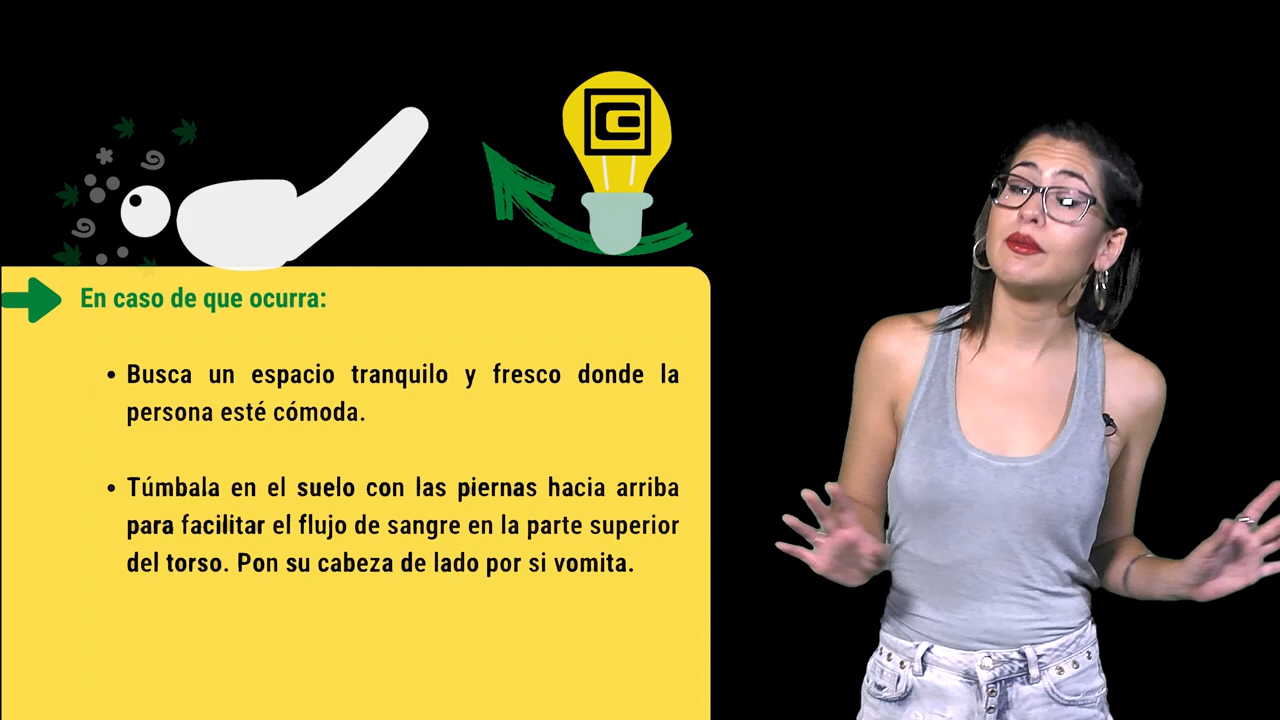 En caso de que ocurra:
Busca un espacio tranquilo y fresco donde la
persona esté cómoda.
Túmbala en el suelo con las piernas hacia arriba
para facilitar el flujo de sangre en la parte superior
del torso. Pon su cabeza de lado por si vomita.